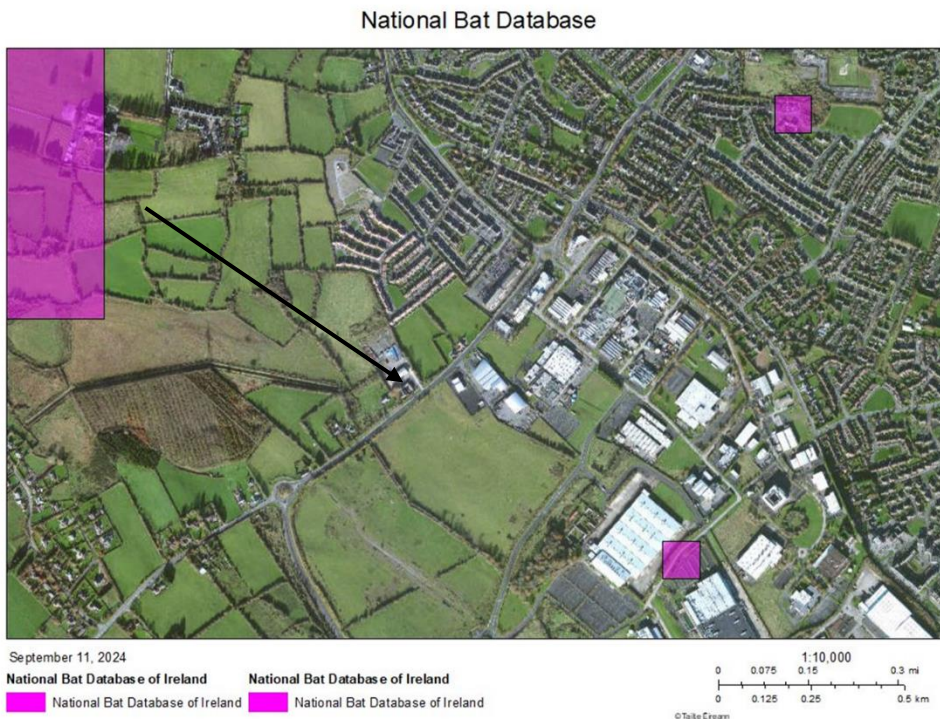 National Bat Database
September 11, 2024
National Bat Database of Ireland National Bat Database of Ireland
National Bat Database of Ireland National Bat Database of Ireland
1:10,000
0 0.075 0.15 0.3 mi
0 0.125 0.25 0.5 km
©Tailte Éireann